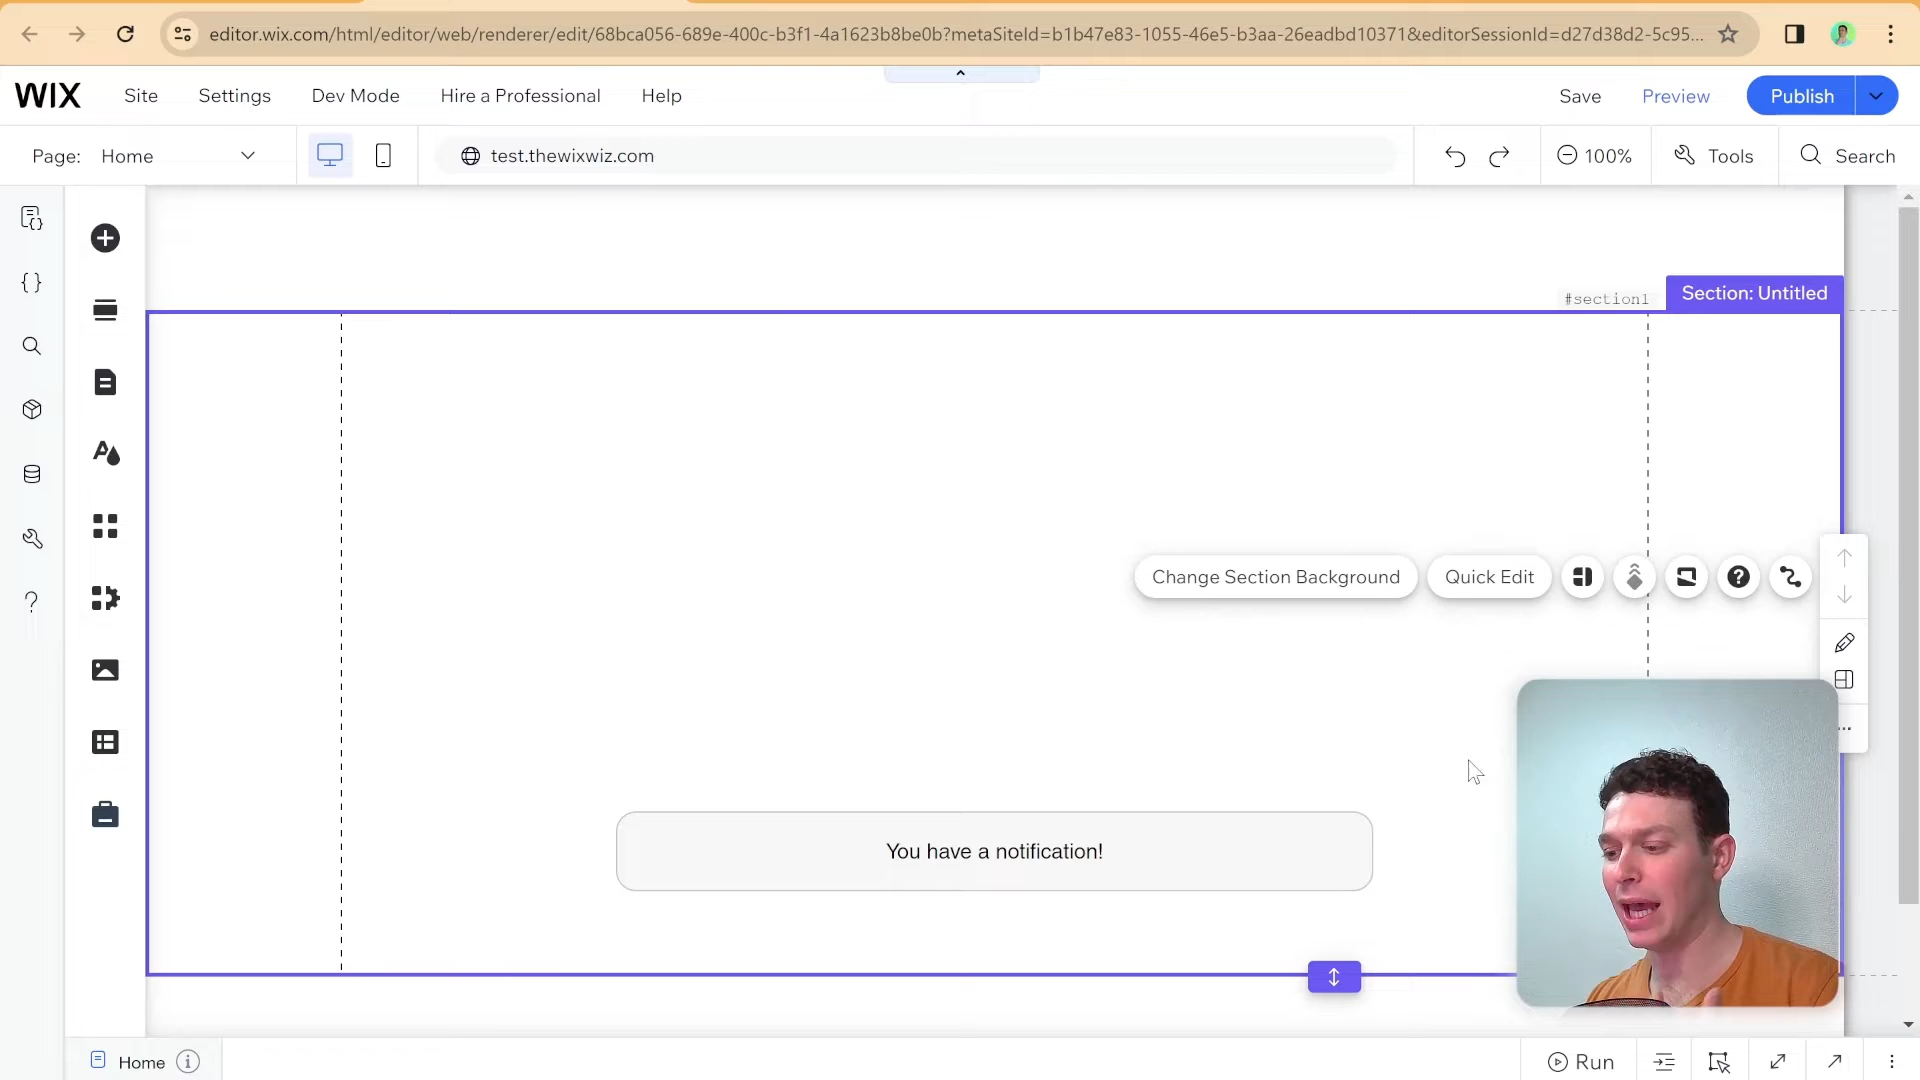 editor.wix.com/html/editor/web/renderer/edit/68bca056-689e-400c-b3f1-4a1623b8be0b?metaSiteId=b1b47e83-1055-46e5-b3aa-26eadbd10371&editorSessionId=d27d38d2-5c95...
WIX Site Settings Dev Mode Hire a Professional Help Save Preview Publish
Page: Home test.thewixwiz.com 100% Tools Search
#section1 Section: Untitled
Change Section Background Quick Edit
You have a notification!
Home Run